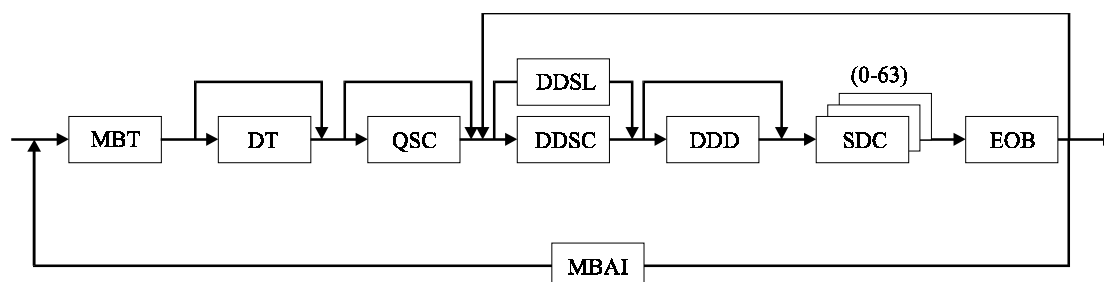 (0-63)
DDSL
MBT
DT
QSC
DDSC
DDD
SDC
EOB
MBAI